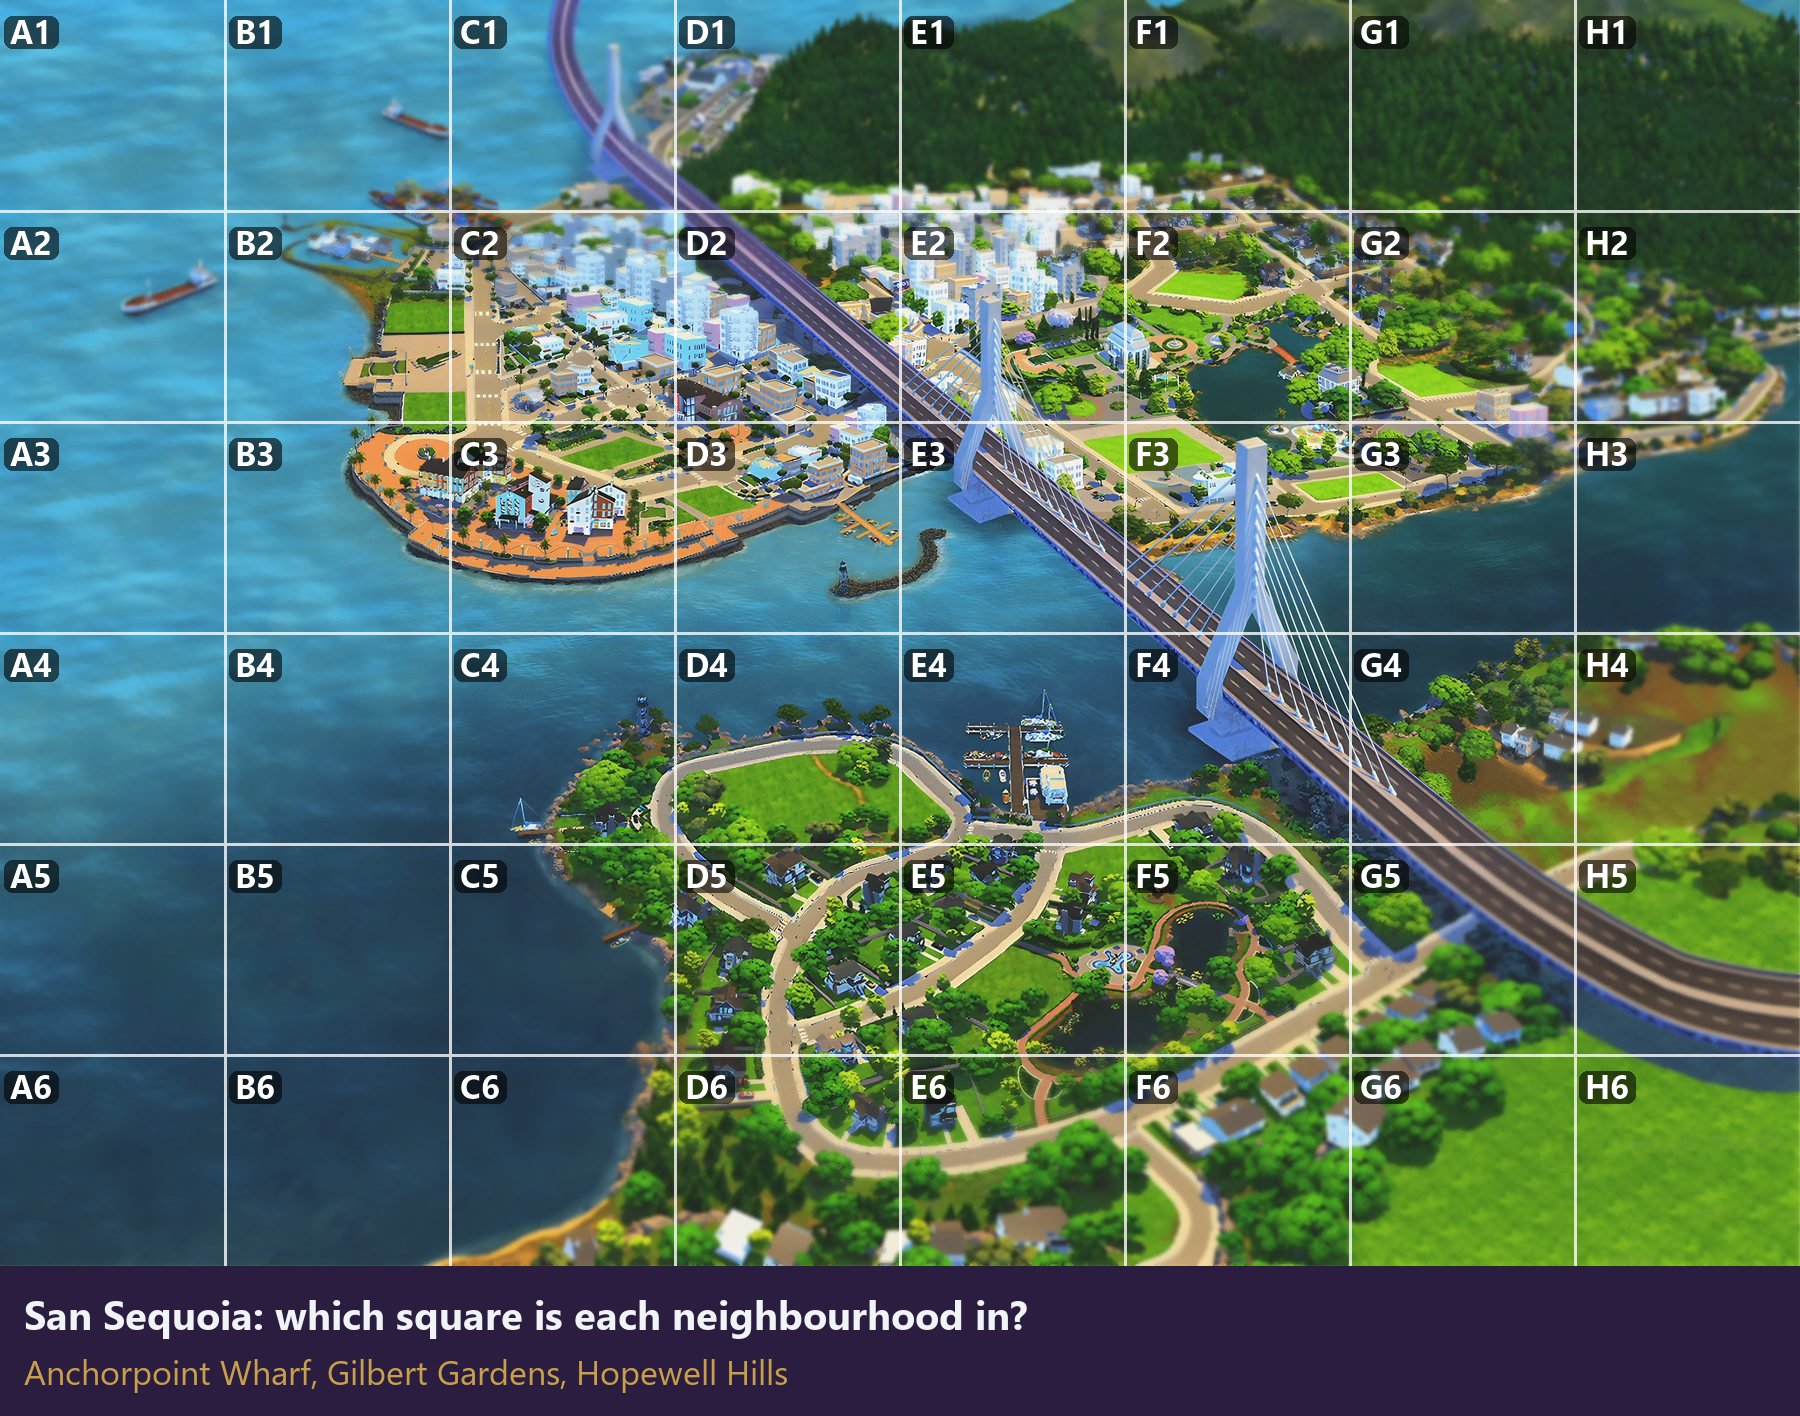 A1 B1 C1 D1 E1 F1 G1 H1
A2 B2 C2 D2 E2 F2 G2 H2
A3 B3 C3 D3 E3 F3 G3 H3
A4 B4 C4 D4 E4 F4 G4 H4
A5 B5 C5 D5 E5 F5 G5 H5
A6 B6 C6 D6 E6 F6 G6 H6
San Sequoia: which square is each neighbourhood in?
Anchorpoint Wharf, Gilbert Gardens, Hopewell Hills